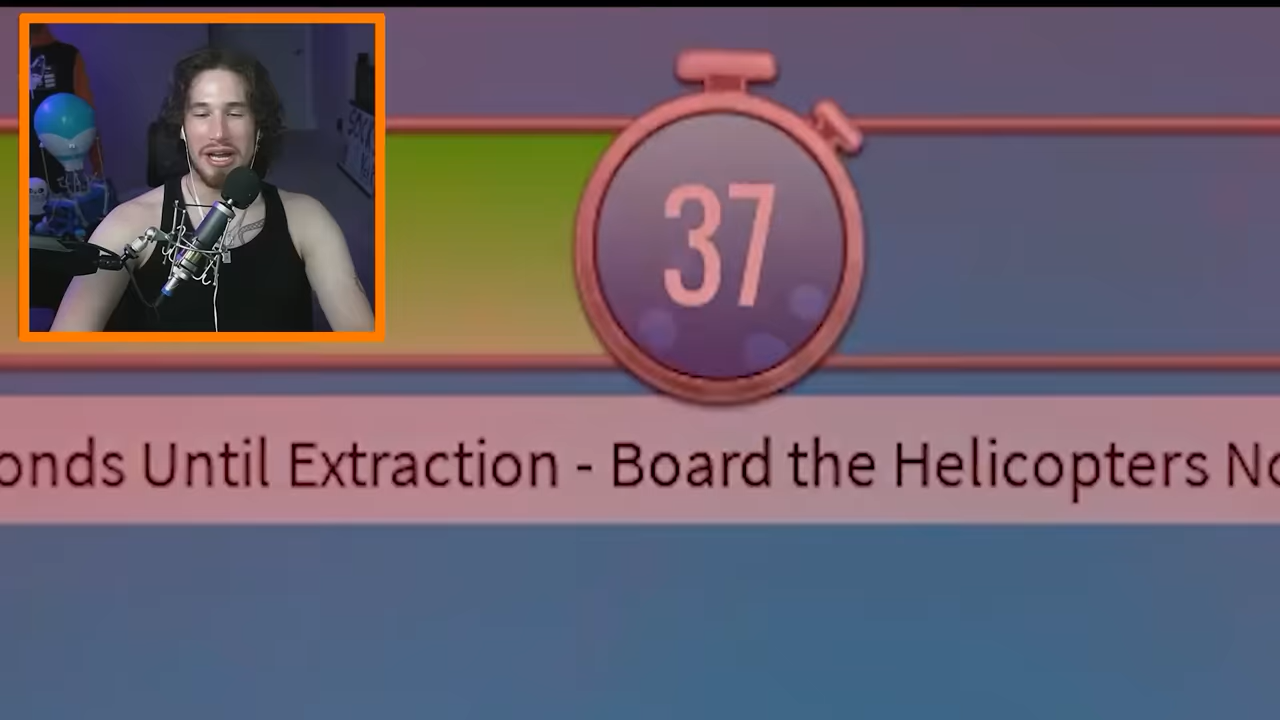 37
onds Until Extraction - Board the Helicopters No